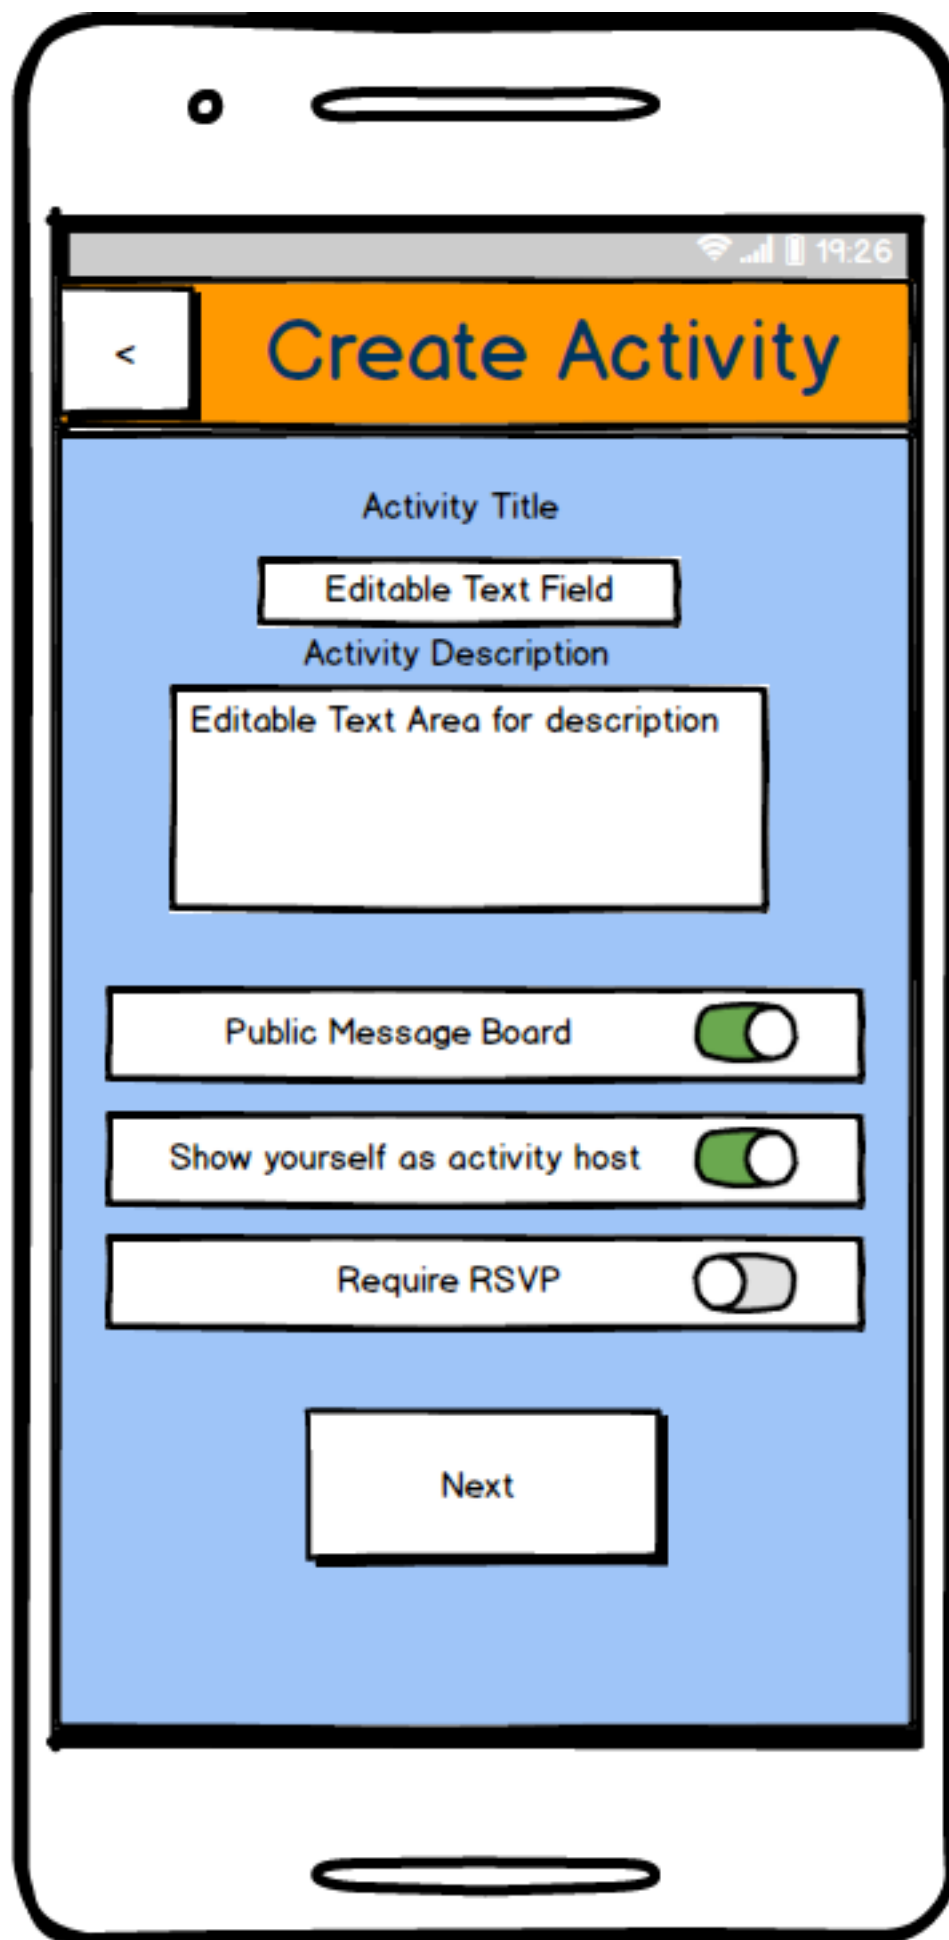 19:26
< Create Activity
Activity Title
Editable Text Field
Activity Description
Editable Text Area for description
Public Message Board
Show yourself as activity host
Require RSVP
Next